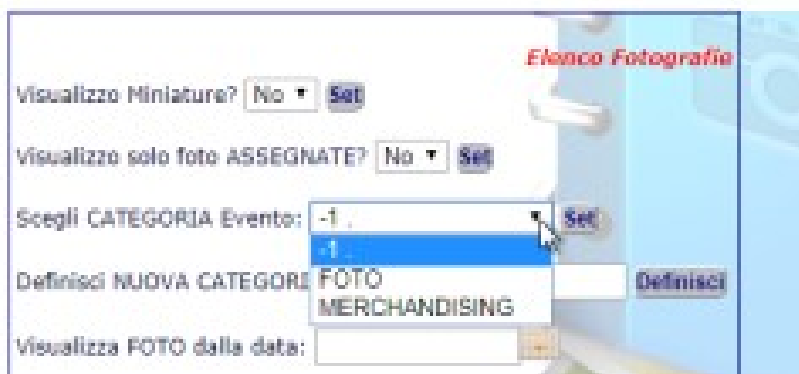 Elenco Fotografie
Visualizzo Miniature? No Set
Visualizzo solo foto ASSEGNATE? No Set
Scegli CATEGORIA Evento: -1 . Set
-1 .
Definisci NUOVA CATEGORI FOTO Definisci
MERCHANDISING
Visualizza FOTO dalla data: